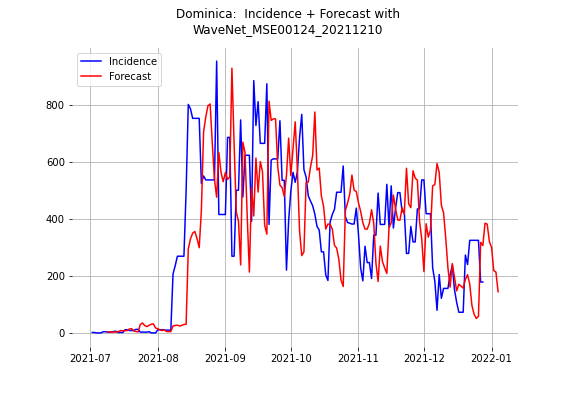 Dominica:  Incidence + Forecast with
WaveNet_MSE00124_20211210
Incidence
Forecast
800
600
400
200
0
2021-07 2021-08 2021-09 2021-10 2021-11 2021-12 2022-01